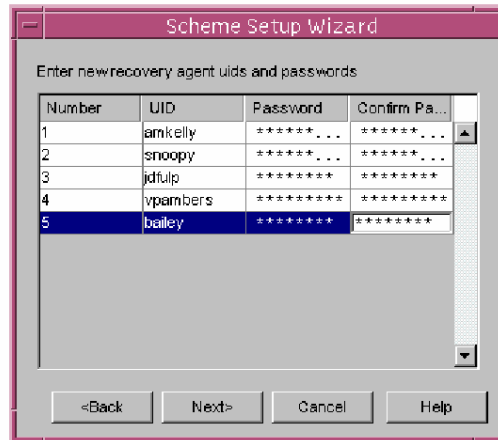 Scheme Setup Wizard
Enter new recovery agent uids and passwords
Number UID Password Confirm Pa...
1 amkelly ******... ******...
2 snoopy ******... ******...
3 jdfulp ******** ********
4 vpambers ********* *********
5 bailey ******** ********
<Back Next> Cancel Help